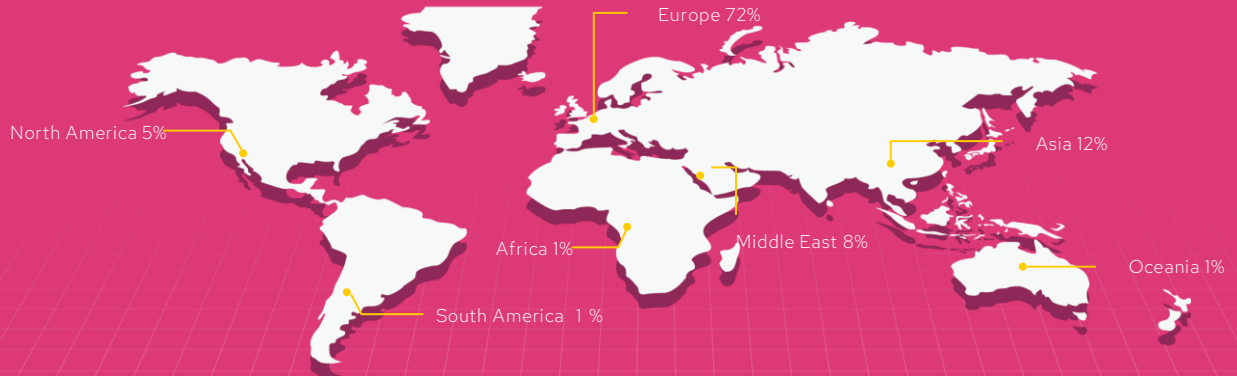 Europe 72%
North America 5%
Asia 12%
Middle East 8%
Africa 1%
Oceania 1%
South America 1 %